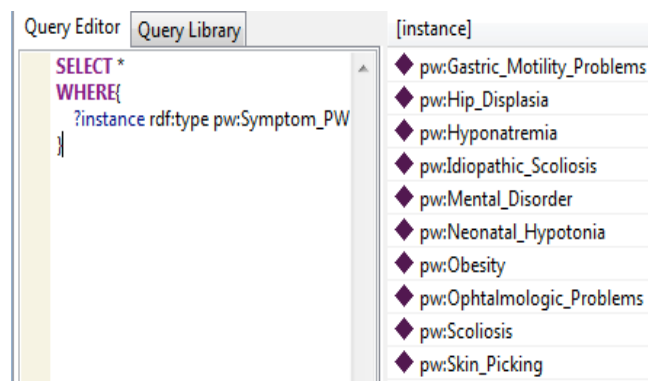 Query Editor
Query Library
SELECT *
WHERE{
?instance rdf:type pw:Symptom_PW
}
[instance]
pw:Gastric_Motility_Problems
pw:Hip_Displasia
pw:Hyponatremia
pw:Idiopathic_Scoliosis
pw:Mental_Disorder
pw:Neonatal_Hypotonia
pw:Obesity
pw:Ophtalmologic_Problems
pw:Scoliosis
pw:Skin_Picking